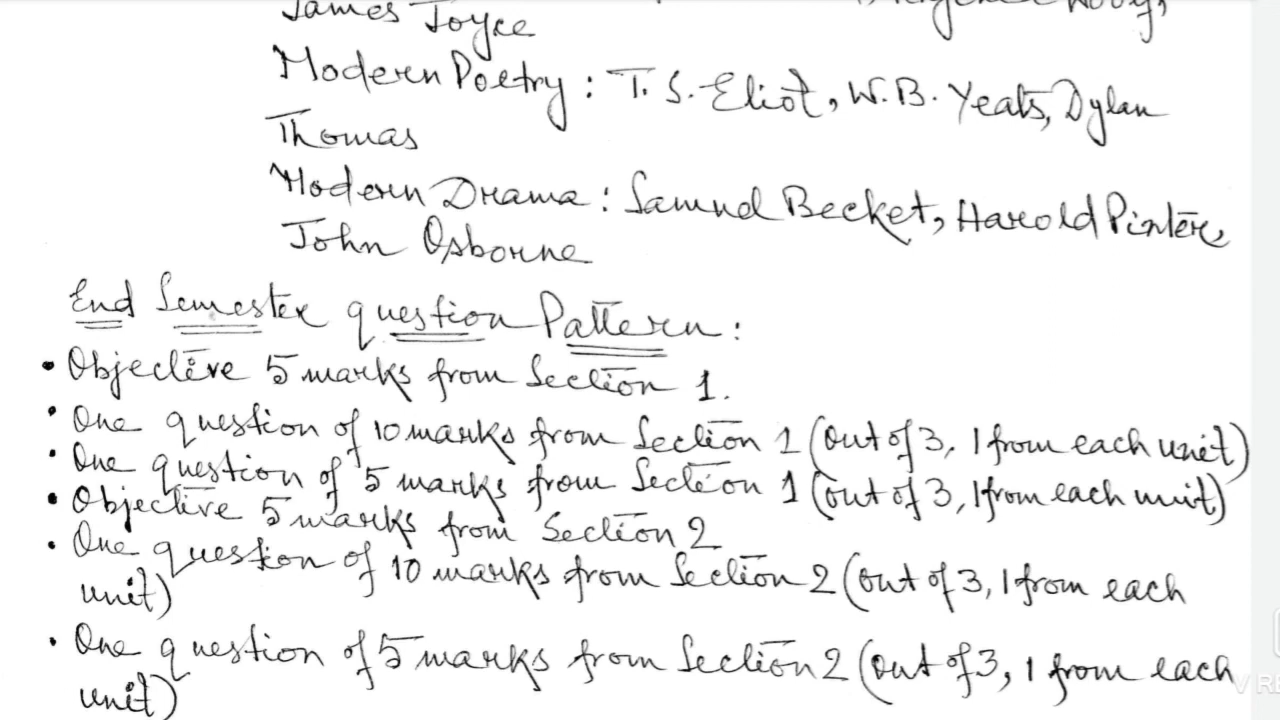 James Joyce
Modern Poetry : T. S. Eliot, W.B. Yeats, Dylan
Thomas
Modern Drama : Samuel Becket, Harold Pinter,
John Osborne
End Semester question Pattern :
• Objective 5 marks from Section 1.
• One question of 10 marks from Section 1 (out of 3, 1 from each unit)
• One question of 5 marks from Section 1 (out of 3, 1 from each unit)
• Objective 5 marks from Section 2
• One question of 10 marks from Section 2 (out of 3, 1 from each
unit)
• One question of 5 marks from Section 2 (out of 3, 1 from each
unit)